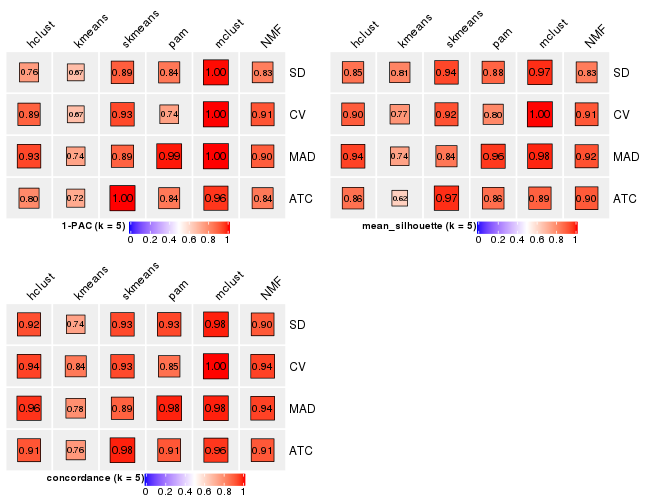 hclust kmeans skmeans pam mclust NMF
0.76 0.67 0.89 0.84 1.00 0.83 SD
0.89 0.67 0.93 0.74 1.00 0.91 CV
0.93 0.74 0.89 0.99 1.00 0.90 MAD
0.80 0.72 1.00 0.84 0.96 0.84 ATC
1-PAC (k = 5)
0 0.2 0.4 0.6 0.8 1
hclust kmeans skmeans pam mclust NMF
0.85 0.81 0.94 0.88 0.97 0.83 SD
0.90 0.77 0.92 0.80 1.00 0.91 CV
0.94 0.74 0.84 0.96 0.98 0.92 MAD
0.86 0.62 0.97 0.86 0.89 0.90 ATC
mean_silhouette (k = 5)
0 0.2 0.4 0.6 0.8 1
hclust kmeans skmeans pam mclust NMF
0.92 0.74 0.93 0.93 0.98 0.90 SD
0.94 0.84 0.93 0.85 1.00 0.94 CV
0.96 0.78 0.89 0.98 0.98 0.94 MAD
0.91 0.76 0.98 0.91 0.96 0.91 ATC
concordance (k = 5)
0 0.2 0.4 0.6 0.8 1